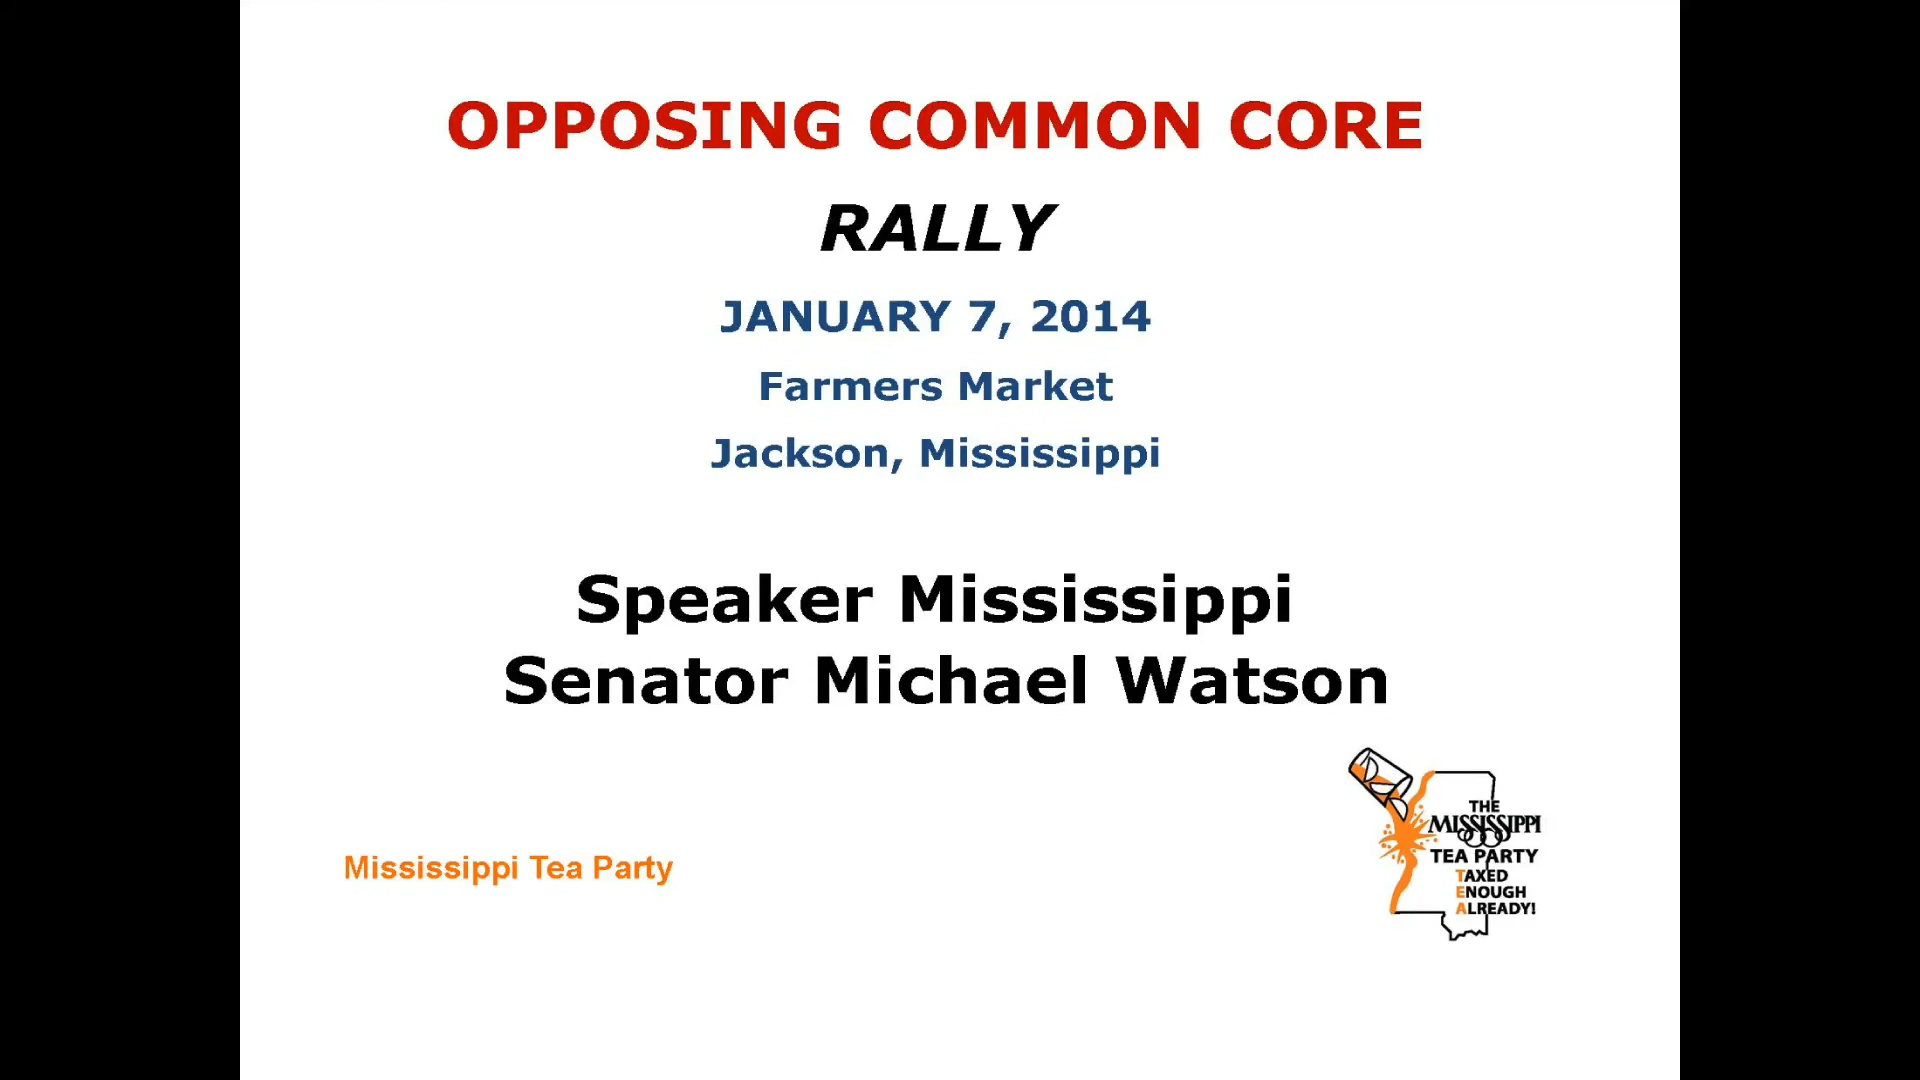 OPPOSING COMMON CORE
RALLY
JANUARY 7, 2014
Farmers Market
Jackson, Mississippi
Speaker Mississippi
Senator Michael Watson
Mississippi Tea Party
THE
MISSISSIPPI
TEA PARTY
TAXED
ENOUGH
ALREADY!